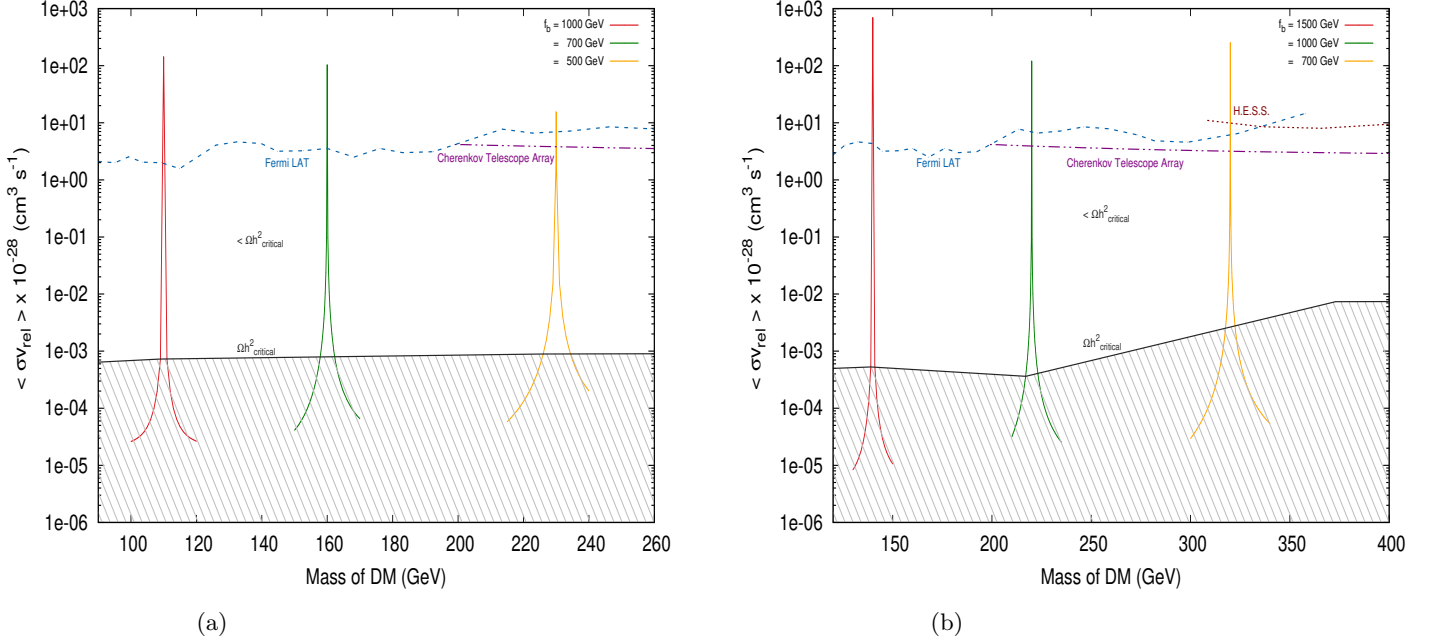 1e+03
1e+02
1e+01
1e+00
1e-01
1e-02
1e-03
1e-04
1e-05
1e-06
< σv_rel > x 10^-28 (cm^3 s^-1)
f_b = 1000 GeV
= 700 GeV
= 500 GeV
Fermi LAT
Cherenkov Telescope Array
< Ωh^2_critical
Ωh^2_critical
100 120 140 160 180 200 220 240 260
Mass of DM (GeV)
(a)
1e+03
1e+02
1e+01
1e+00
1e-01
1e-02
1e-03
1e-04
1e-05
1e-06
< σv_rel > x 10^-28 (cm^3 s^-1)
f_b = 1500 GeV
= 1000 GeV
= 700 GeV
H.E.S.S.
Fermi LAT
Cherenkov Telescope Array
< Ωh^2_critical
Ωh^2_critical
150 200 250 300 350 400
Mass of DM (GeV)
(b)